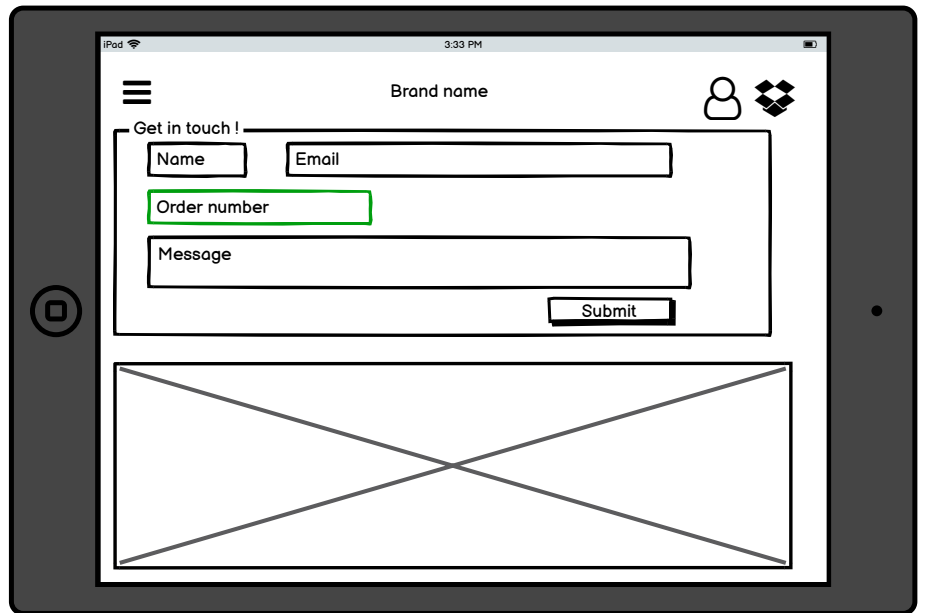 iPad 3:33 PM
Brand name
Get in touch !
Name Email
Order number
Message
Submit